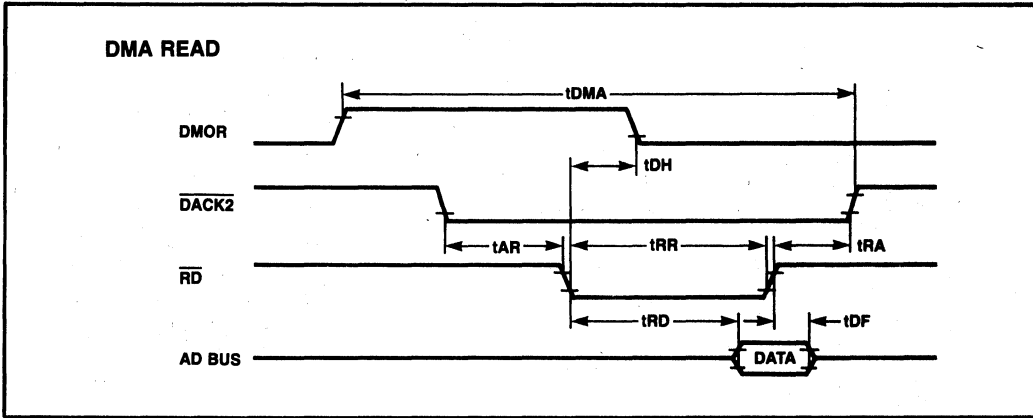 DMA READ
tDMA
DMOR
tDH
DACK2
tAR
tRR
tRA
RD
tRD
tDF
AD BUS
DATA